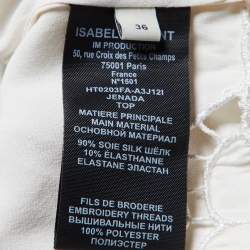 36
ISABEL
NT
IM PRODUCTION
50, rue Croix des Petits Champs
75001 Paris
France
N°1501
HT0203FA-A3J12I
JENADA
TOP
MATIERE PRINCIPALE
MAIN MATERIAL
ОСНОВНОЙ МАТЕРИАЛ
90% SOIE SILK ШЁЛК
10% ÉLASTHANNE
ELASTANE ЭЛАСТАН
FILS DE BRODERIE
EMBROIDERY THREADS
ВЫШИВАЛЬНЫЕ НИТИ
100% POLYESTER
ПОЛИЭСТЕР